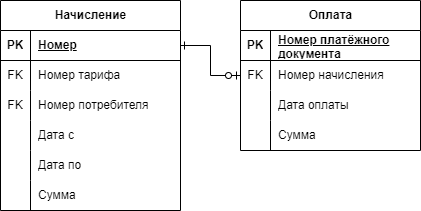 Начисление
PK Номер
FK Номер тарифа
FK Номер потребителя
Дата с
Дата по
Сумма
Оплата
PK Номер платёжного
документа
FK Номер начисления
Дата оплаты
Сумма